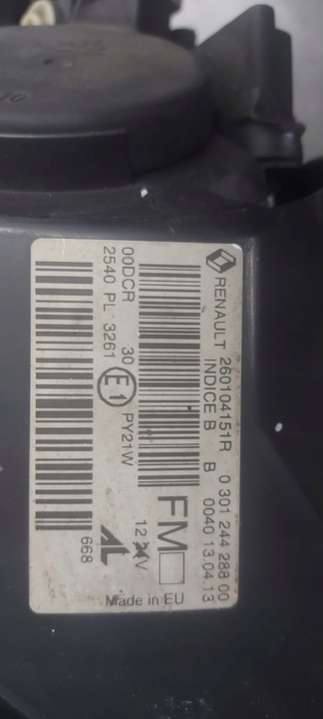 RENAULT 260104151R 0 301 244 288 00
INDICE B B 0040 13.04.13
FM
00DCR 30 E1 PY21W 12 V
2540 PL 3261
AL
668
Made in EU